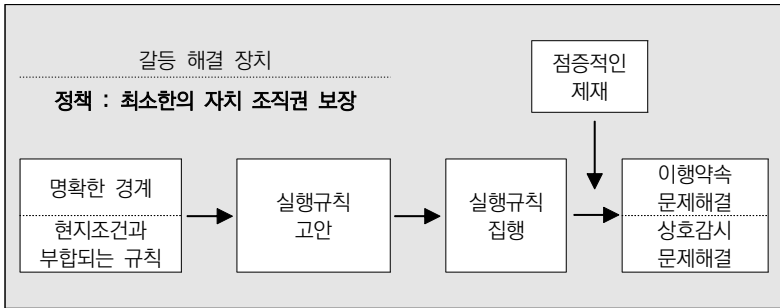 갈등 해결 장치
정책 : 최소한의 자치 조직권 보장
점증적인
제재
명확한 경계
현지조건과
부합되는 규칙
실행규칙
고안
실행규칙
집행
이행약속
문제해결
상호감시
문제해결